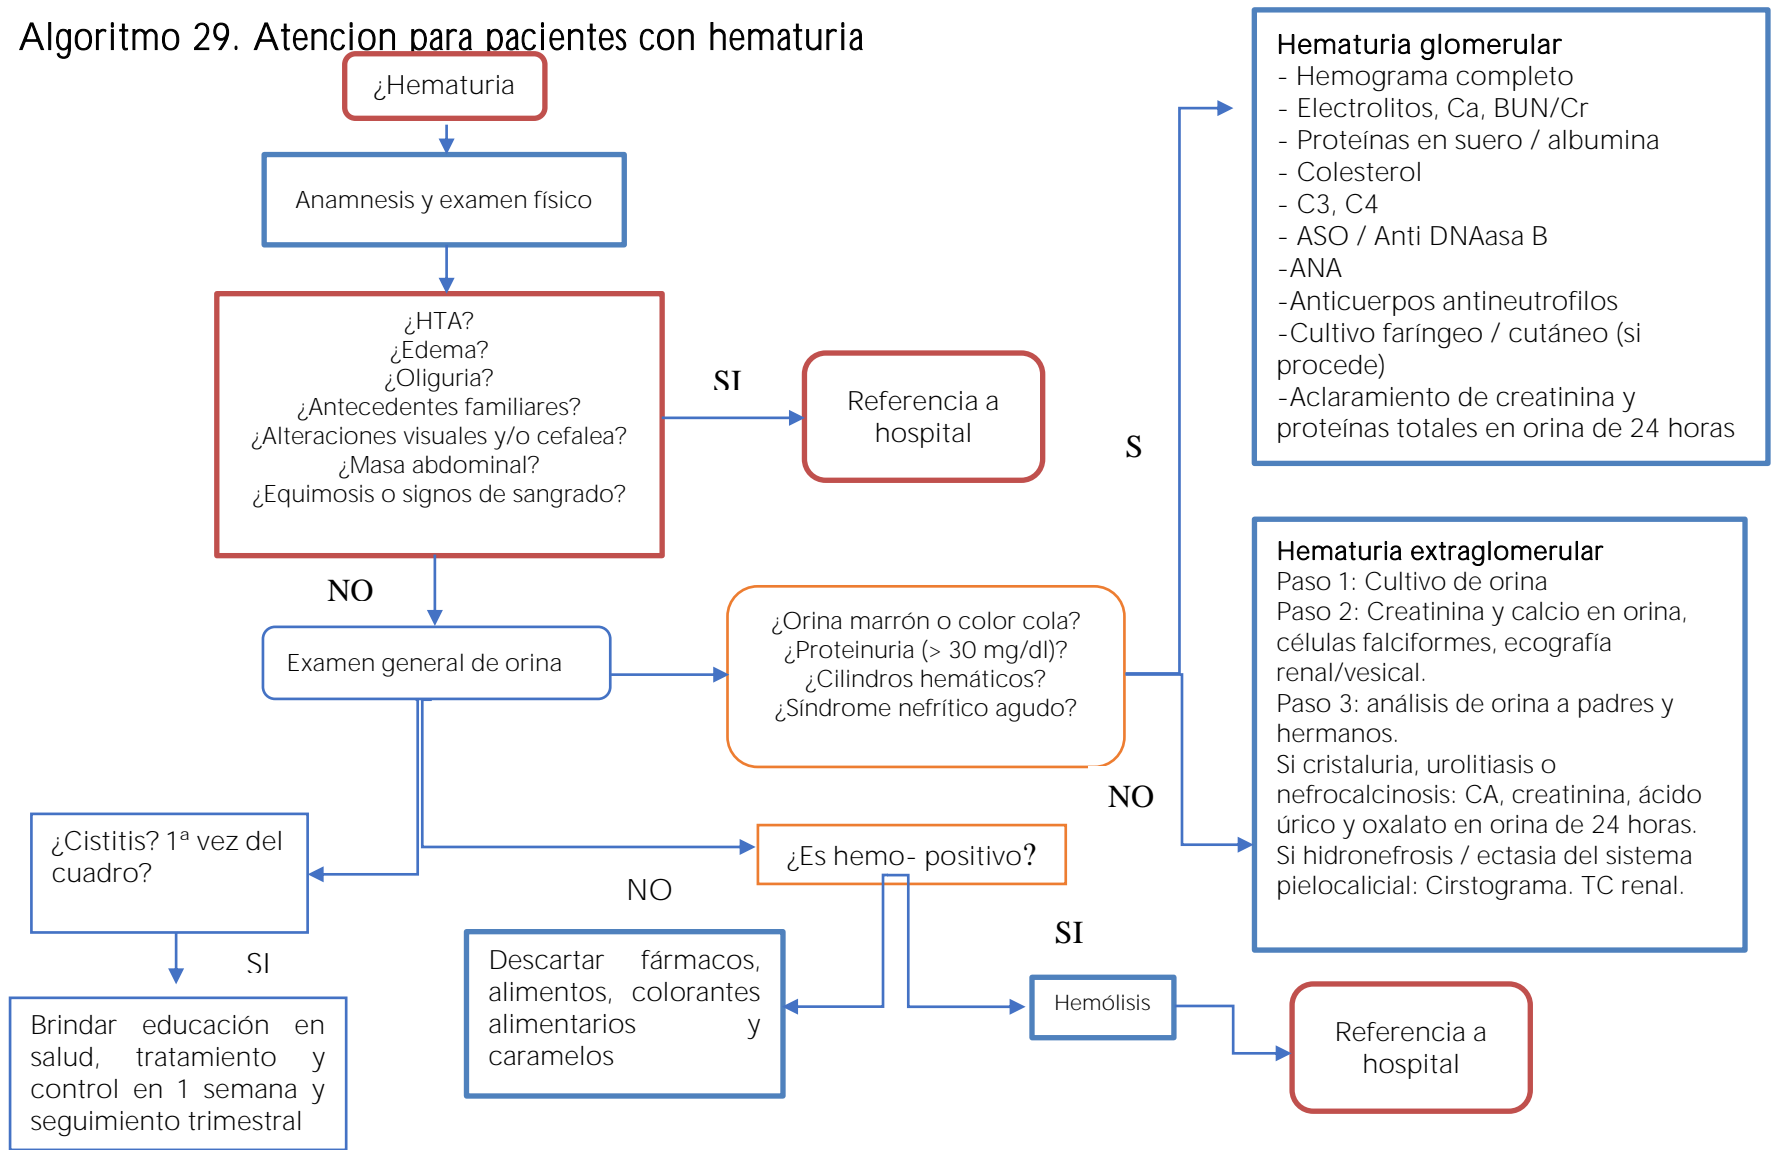 Algoritmo 29. Atencion para pacientes con hematuria
¿Hematuria
Anamnesis y examen físico
¿HTA?
¿Edema?
¿Oliguria?
¿Antecedentes familiares?
¿Alteraciones visuales y/o cefalea?
¿Masa abdominal?
¿Equimosis o signos de sangrado?
SI
Referencia a
hospital
NO
Examen general de orina
¿Orina marrón o color cola?
¿Proteinuria (> 30 mg/dl)?
¿Cilindros hemáticos?
¿Síndrome nefrítico agudo?
S
Hematuria glomerular
- Hemograma completo
- Electrolitos, Ca, BUN/Cr
- Proteínas en suero / albumina
- Colesterol
- C3, C4
- ASO / Anti DNAasa B
-ANA
-Anticuerpos antineutrofilos
-Cultivo faríngeo / cutáneo (si
procede)
-Aclaramiento de creatinina y
proteínas totales en orina de 24 horas
NO
Hematuria extraglomerular
Paso 1: Cultivo de orina
Paso 2: Creatinina y calcio en orina,
células falciformes, ecografía
renal/vesical.
Paso 3: análisis de orina a padres y
hermanos.
Si cristaluria, urolitiasis o
nefrocalcinosis: CA, creatinina, ácido
úrico y oxalato en orina de 24 horas.
Si hidronefrosis / ectasia del sistema
pielocalicial: Cirstograma. TC renal.
¿Cistitis? 1ª vez del
cuadro?
SI
Brindar educación en
salud, tratamiento y
control en 1 semana y
seguimiento trimestral
¿Es hemo- positivo?
NO
Descartar fármacos,
alimentos, colorantes
alimentarios y
caramelos
SI
Hemólisis
Referencia a
hospital